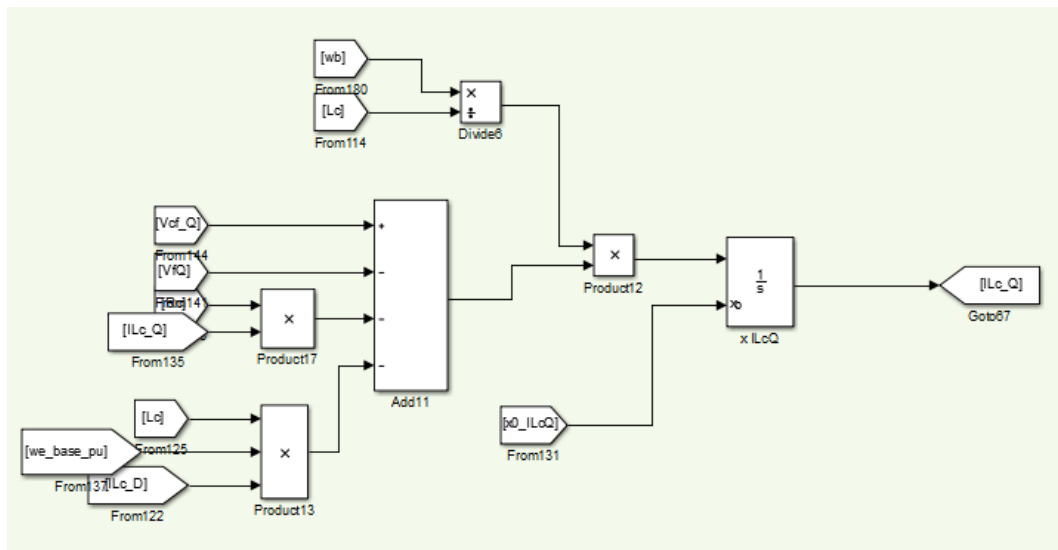 [wb]
From180
[Lc]
From114
×
÷
Divide6
[Vcf_Q]
From144
[VfQ]
[ILc_Q]
From135
×
Product17
+
−
−
−
Add11
×
Product12
1
s
xo
x ILcQ
[ILc_Q]
Goto67
[x0_ILcQ]
From131
[Lc]
From125
[we_base_pu]
From137
[ILc_D]
From122
×
Product13